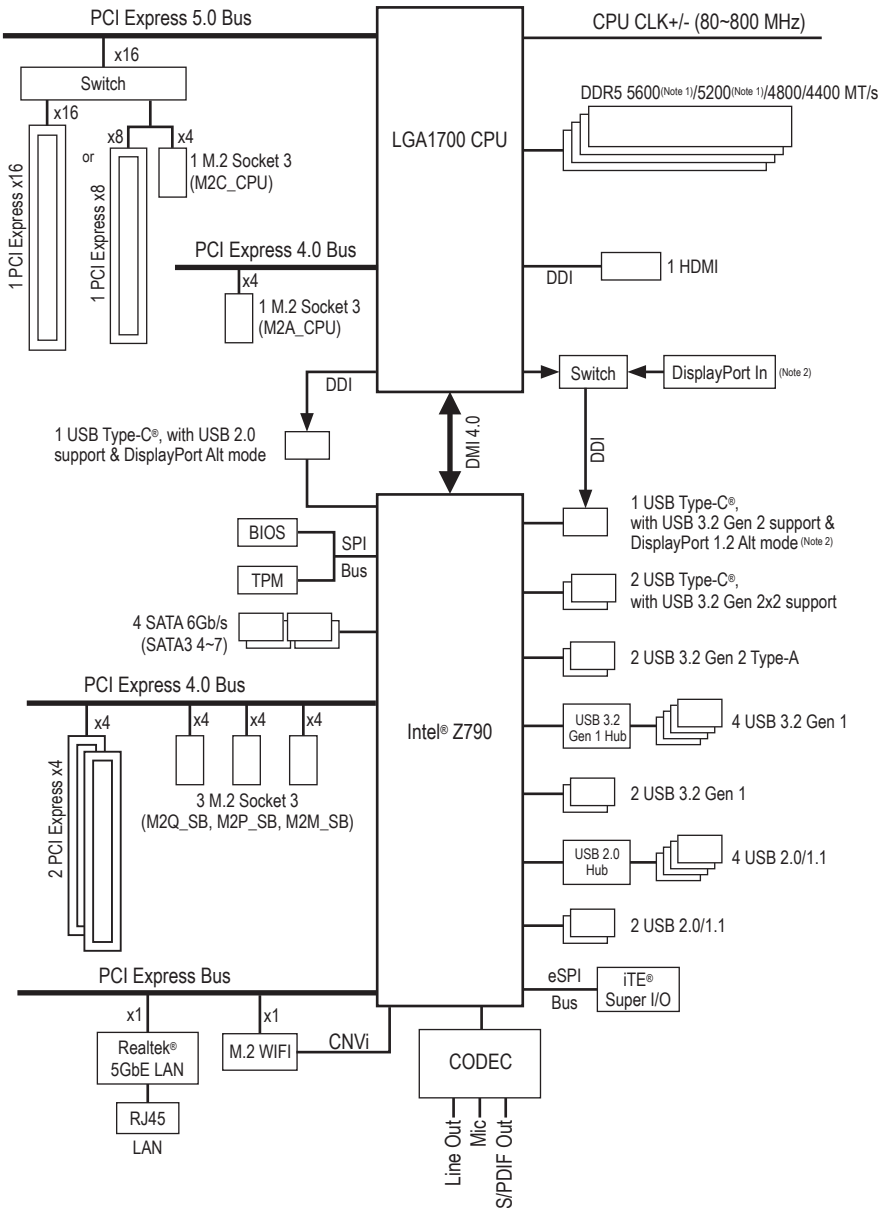 PCI Express 5.0 Bus
CPU CLK+/- (80~800 MHz)
x16
Switch
x16
x8
x4
or
1 PCI Express x16
1 PCI Express x8
1 M.2 Socket 3
(M2C_CPU)
LGA1700 CPU
DDR5 5600(Note 1)/5200(Note 1)/4800/4400 MT/s
PCI Express 4.0 Bus
x4
1 M.2 Socket 3
(M2A_CPU)
DDI
1 HDMI
DDI
Switch
DisplayPort In (Note 2)
1 USB Type-C®, with USB 2.0
support & DisplayPort Alt mode
DMI 4.0
DDI
BIOS
TPM
SPI
Bus
1 USB Type-C®,
with USB 3.2 Gen 2 support &
DisplayPort 1.2 Alt mode (Note 2)
2 USB Type-C®,
with USB 3.2 Gen 2x2 support
4 SATA 6Gb/s
(SATA3 4~7)
2 USB 3.2 Gen 2 Type-A
PCI Express 4.0 Bus
x4
x4
x4
x4
2 PCI Express x4
3 M.2 Socket 3
(M2Q_SB, M2P_SB, M2M_SB)
Intel® Z790
USB 3.2
Gen 1 Hub
4 USB 3.2 Gen 1
2 USB 3.2 Gen 1
USB 2.0
Hub
4 USB 2.0/1.1
2 USB 2.0/1.1
PCI Express Bus
eSPI
Bus
iTE®
Super I/O
x1
x1
Realtek®
5GbE LAN
M.2 WIFI
CNVi
RJ45
LAN
CODEC
Line Out
Mic
S/PDIF Out